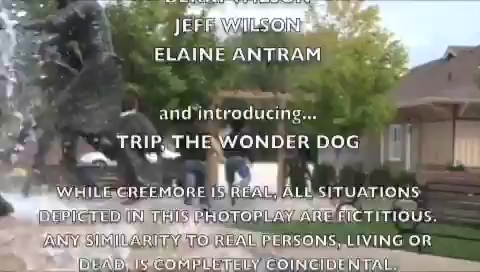 JEFF WILSON
ELAINE ANTRAM
and introducing...
TRIP, THE WONDER DOG
WHILE CREEMORE IS REAL, ALL SITUATIONS
DEPICTED IN THIS PHOTOPLAY ARE FICTITIOUS.
ANY SIMILARITY TO REAL PERSONS, LIVING OR
DEAD, IS COMPLETELY COINCIDENTAL.